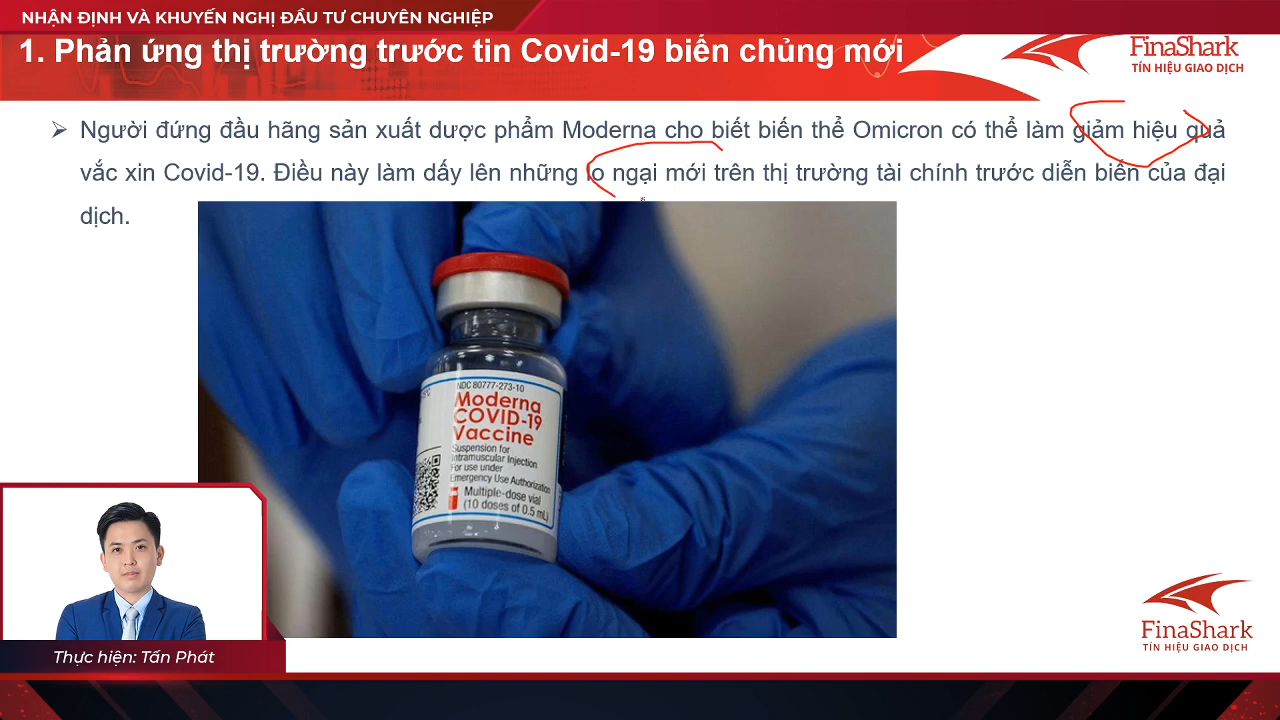 NHẬN ĐỊNH VÀ KHUYẾN NGHỊ ĐẦU TƯ CHUYÊN NGHIỆP
1. Phản ứng thị trường trước tin Covid-19 biến chủng mới
FinaShark
TÍN HIỆU GIAO DỊCH
Người đứng đầu hãng sản xuất dược phẩm Moderna cho biết biến thể Omicron có thể làm giảm hiệu quả
vắc xin Covid-19. Điều này làm dấy lên những lo ngại mới trên thị trường tài chính trước diễn biến của đại
dịch.
NDC 80777-273-10
Moderna
COVID-19
Vaccine
Suspension for
Intramuscular Injection
For use under
Emergency Use Authorization
Multiple-dose vial
(10 doses of 0.5 mL)
FinaShark
TÍN HIỆU GIAO DỊCH
Thực hiện: Tấn Phát